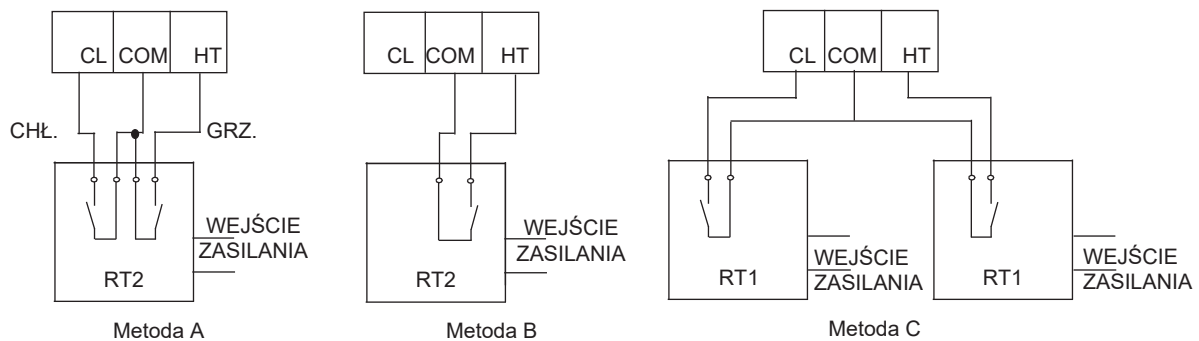 CL COM HT
CHŁ. GRZ.
WEJŚCIE
ZASILANIA
RT2
Metoda A
CL COM HT
WEJŚCIE
ZASILANIA
RT2
Metoda B
CL COM HT
WEJŚCIE
ZASILANIA
RT1
WEJŚCIE
ZASILANIA
RT1
Metoda C